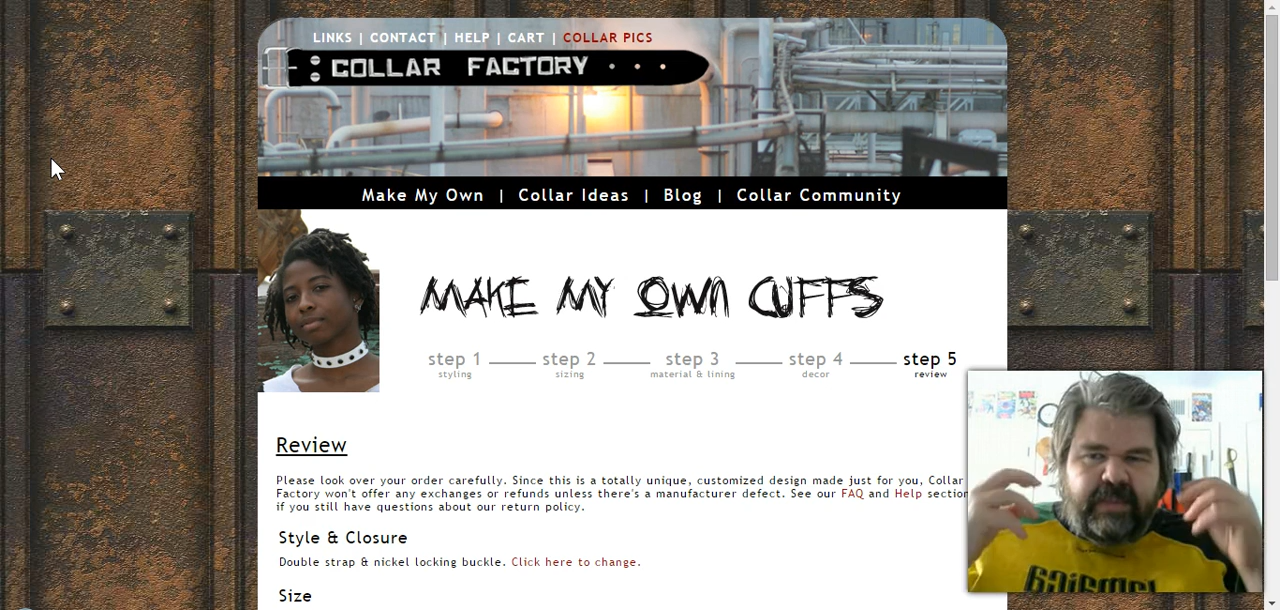 LINKS | CONTACT | HELP | CART | COLLAR PICS
COLLAR FACTORY
Make My Own | Collar Ideas | Blog | Collar Community
MAKE MY OWN CUFFS
step 1 step 2 step 3 step 4 step 5
styling sizing material & lining decor review
Review
Please look over your order carefully. Since this is a totally unique, customized design made just for you, Collar
Factory won't offer any exchanges or refunds unless there's a manufacturer defect. See our FAQ and Help section
if you still have questions about our return policy.
Style & Closure
Double strap & nickel locking buckle. Click here to change.
Size